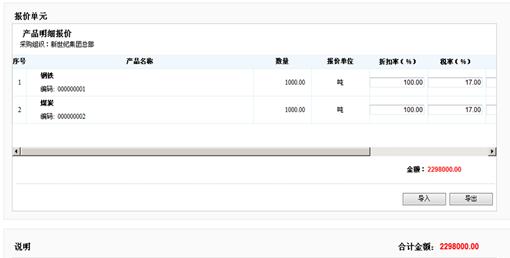 报价单元
产品明细报价
采购组织：新世纪集团总部
序号 产品名称 数量 报价单位 折扣率(%) 税率(%)
1 钢铁 1000.00 吨 100.00 17.00
编码: 000000001
2 煤炭 1000.00 吨 100.00 17.00
编码: 000000002
金额：2298000.00
导入 导出
说明 合计金额：2298000.00